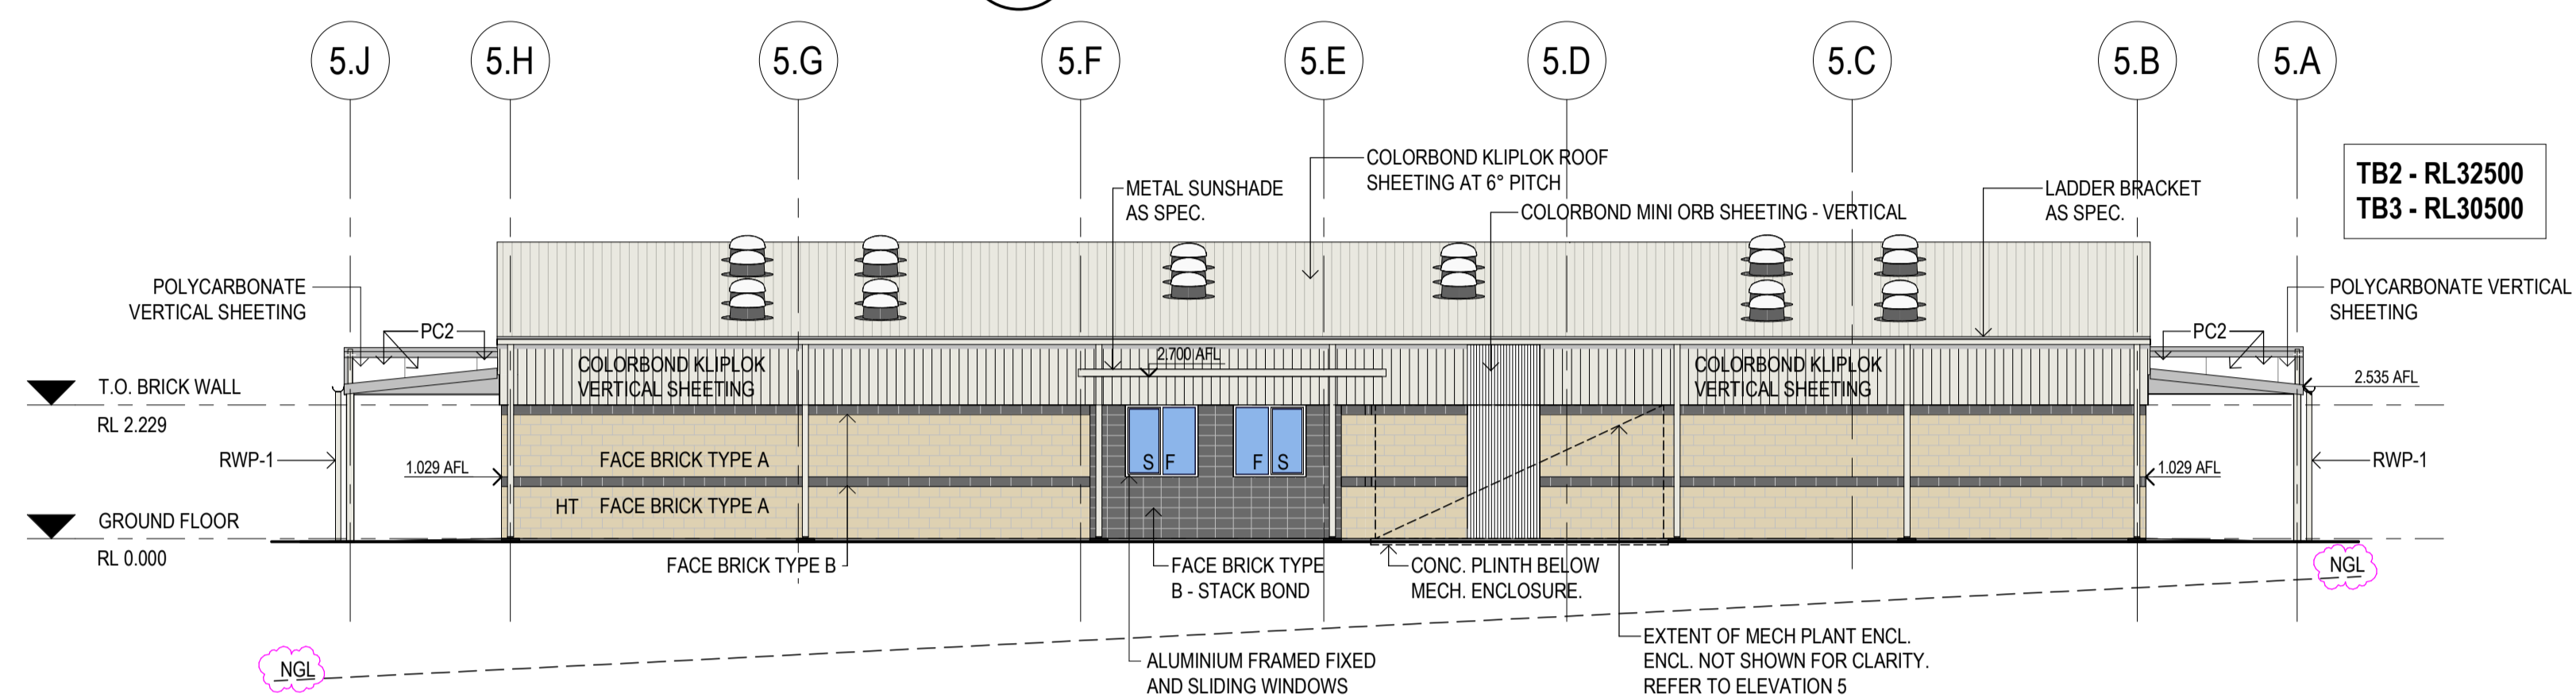 5.J
5.H
5.G
5.F
5.E
5.D
5.C
5.B
5.A
COLORBOND KLIPLOK ROOF
SHEETING AT 6° PITCH
METAL SUNSHADE
AS SPEC.
COLORBOND MINI ORB SHEETING - VERTICAL
LADDER BRACKET
AS SPEC.
TB2 - RL32500
TB3 - RL30500
POLYCARBONATE
VERTICAL SHEETING
POLYCARBONATE VERTICAL
SHEETING
PC2
PC2
COLORBOND KLIPLOK
VERTICAL SHEETING
2.700 AFL
COLORBOND KLIPLOK
VERTICAL SHEETING
T.O. BRICK WALL
RL 2.229
2.535 AFL
RWP-1
1.029 AFL
FACE BRICK TYPE A
S F
F S
1.029 AFL
RWP-1
HT FACE BRICK TYPE A
GROUND FLOOR
RL 0.000
FACE BRICK TYPE B
FACE BRICK TYPE
B - STACK BOND
CONC. PLINTH BELOW
MECH. ENCLOSURE.
NGL
NGL
ALUMINIUM FRAMED FIXED
AND SLIDING WINDOWS
EXTENT OF MECH PLANT ENCL.
ENCL. NOT SHOWN FOR CLARITY.
REFER TO ELEVATION 5